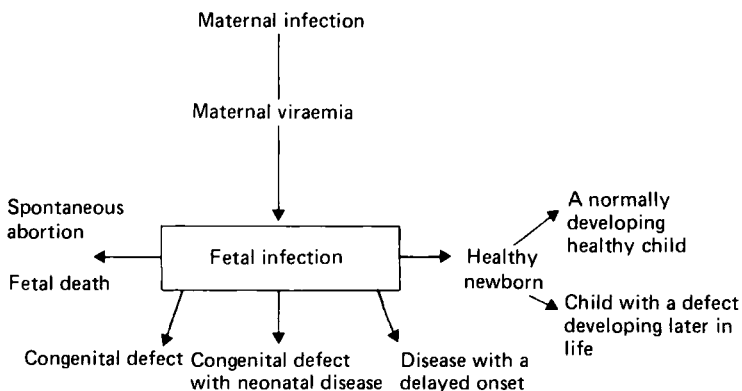 Maternal infection
Maternal viraemia
Spontaneous
abortion
Fetal death
Fetal infection
Healthy
newborn
A normally
developing
healthy child
Child with a defect
developing later in
life
Congenital defect
Congenital defect
with neonatal disease
Disease with a
delayed onset